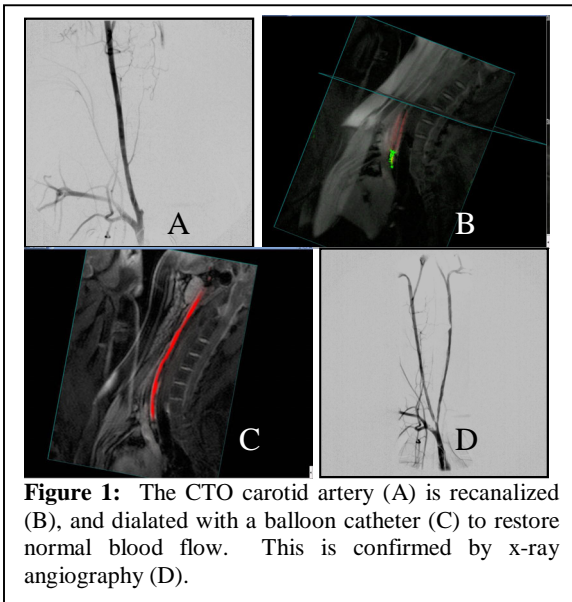 A
B
C
D
Figure 1: The CTO carotid artery (A) is recanalized
(B), and dialated with a balloon catheter (C) to restore
normal blood flow. This is confirmed by x-ray
angiography (D).